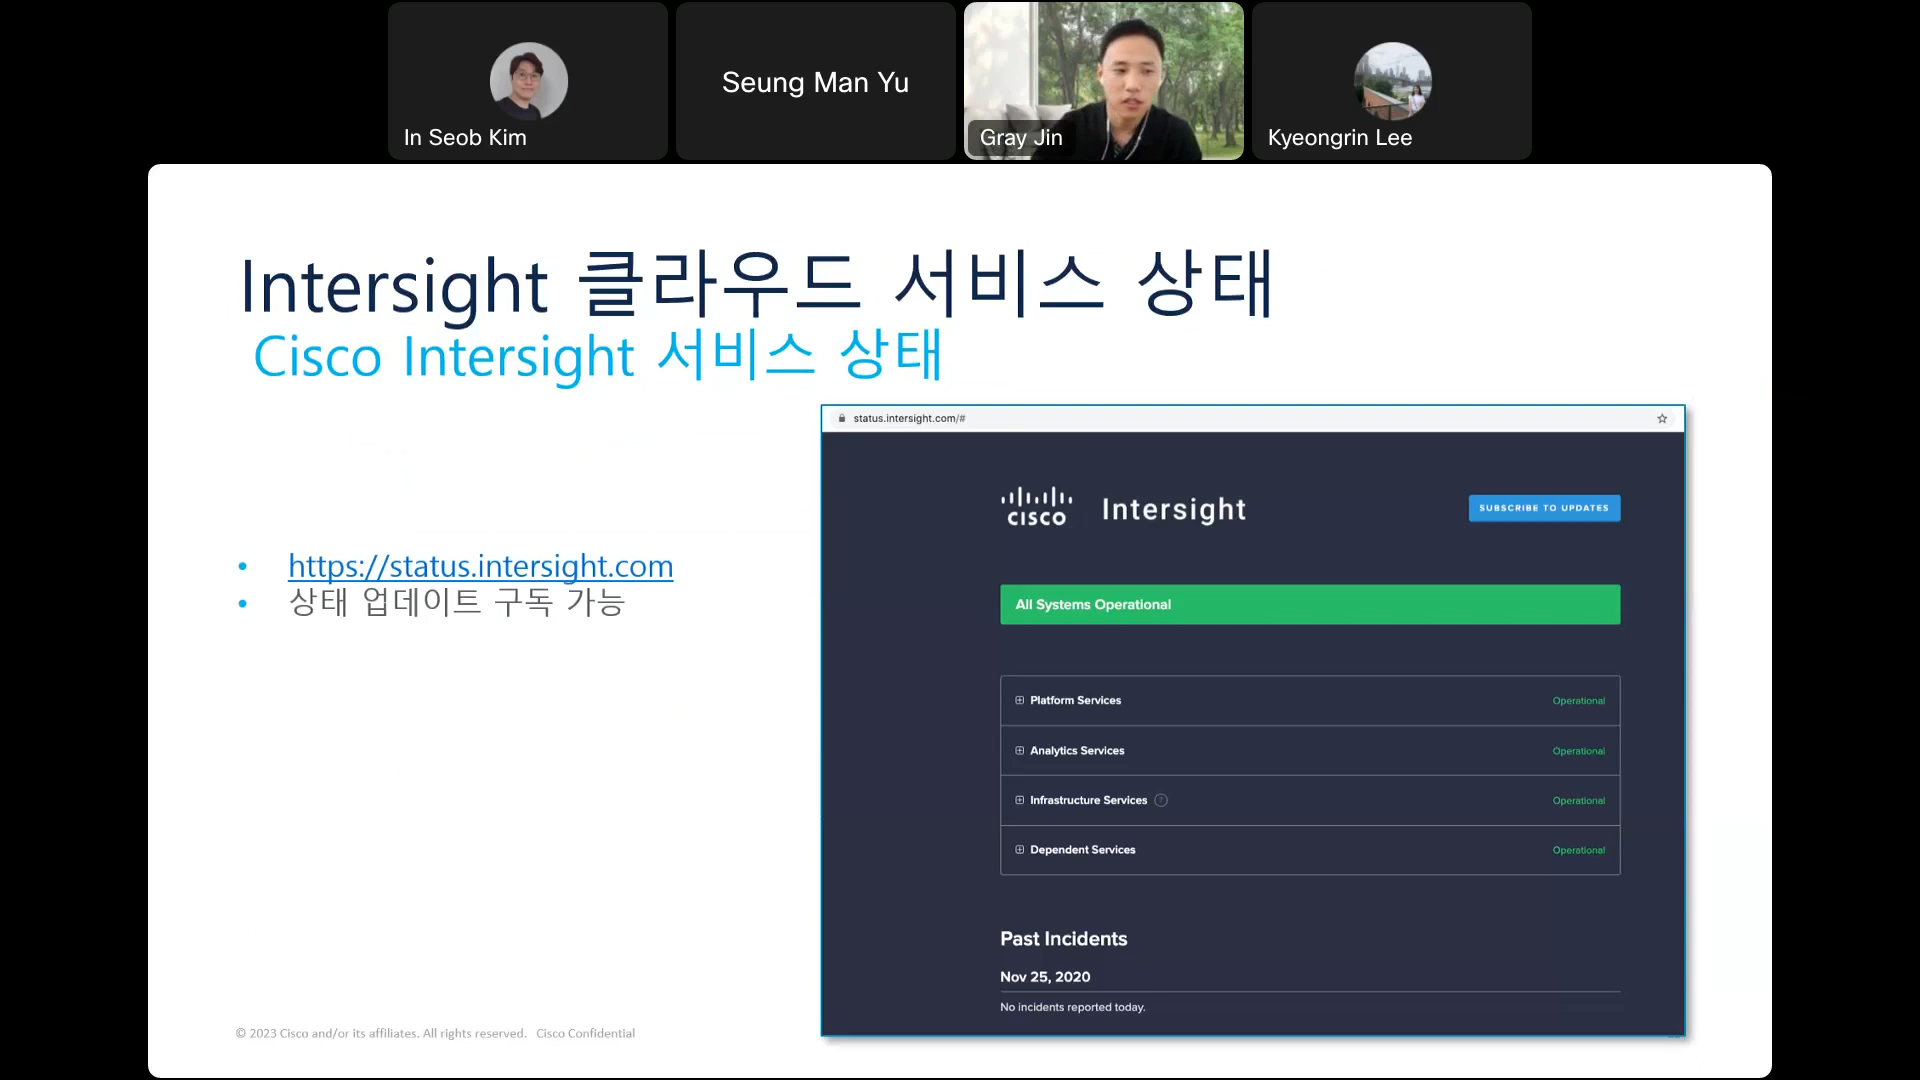 In Seob Kim
Seung Man Yu
Gray Jin
Kyeongrin Lee
Intersight 클라우드 서비스 상태
Cisco Intersight 서비스 상태
• https://status.intersight.com
• 상태 업데이트 구독 가능
status.intersight.com/#
CISCO Intersight
SUBSCRIBE TO UPDATES
All Systems Operational
Platform Services Operational
Analytics Services Operational
Infrastructure Services ? Operational
Dependent Services Operational
Past Incidents
Nov 25, 2020
No incidents reported today.
© 2023 Cisco and/or its affiliates. All rights reserved. Cisco Confidential